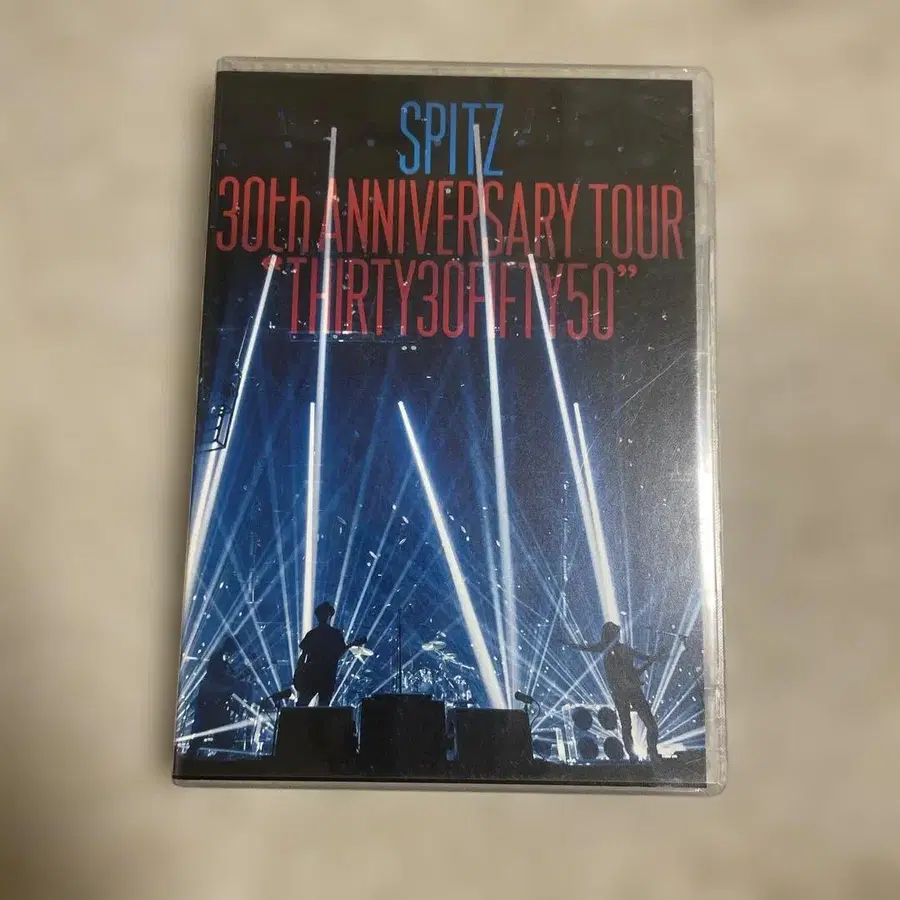 SPITZ
30th ANNIVERSARY TOUR
“THIRTY30FIFTY50”